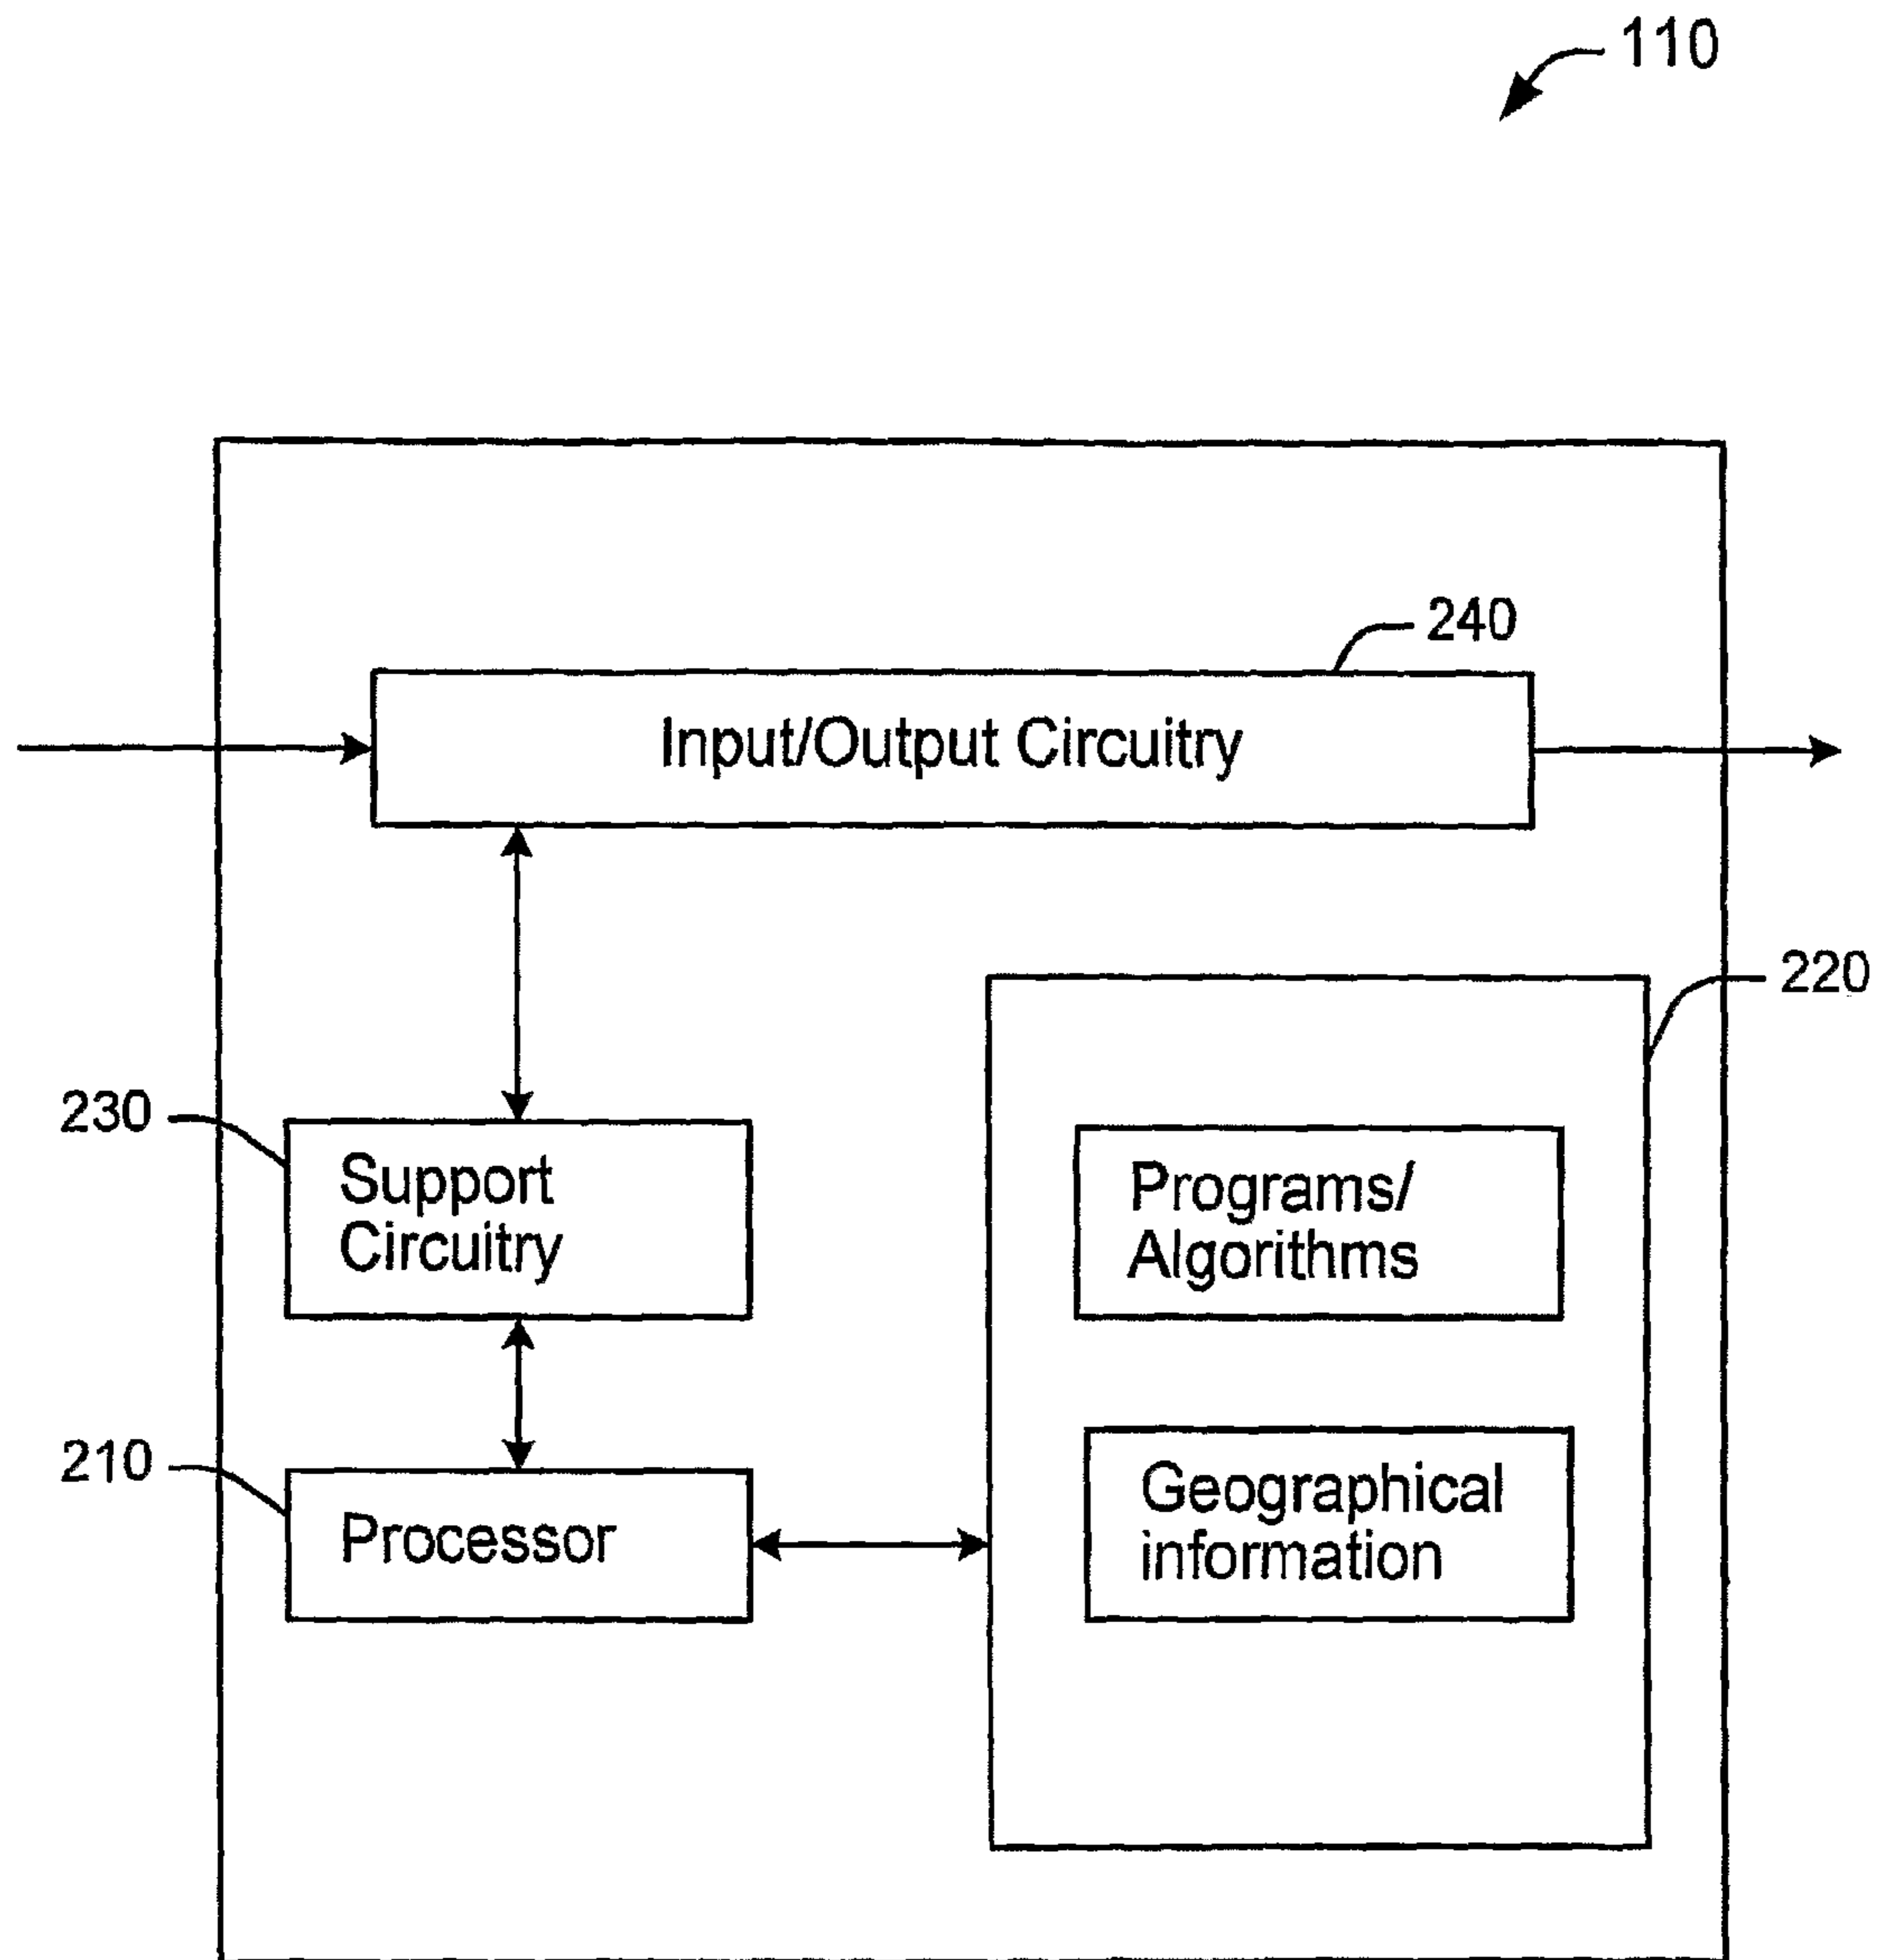 110
240
Input/Output Circuitry
220
230
Support
Circuitry
Programs/
Algorithms
210
Processor
Geographical
information